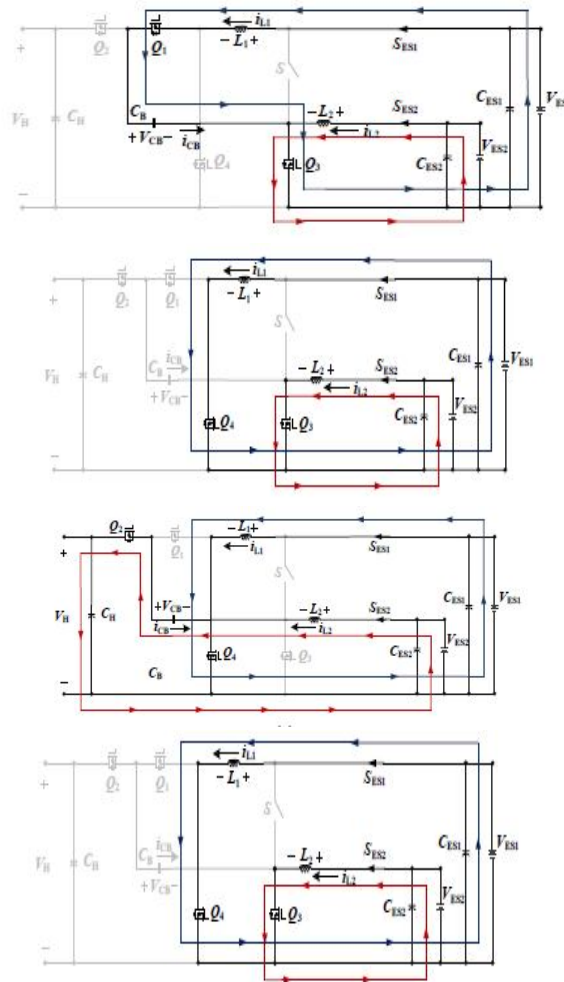 iL1
Q1 - L1 + SES1
Q2
S
CES1 VES1
CB -L2+ SES2
VH CH +VCB- iCB iL2
Q4 Q3 CES2 VES2
iL1
Q2 Q1 - L1 + SES1
S
CES1 VES1
VH CH CB iCB - L2 + SES2
+VCB- iL2
Q4 Q3 CES2 VES2
Q2 Q1 - L1 + SES1
iL1
S
CES1 VES1
+VCB- -L2+ SES2
VH CH iCB iL2
Q4 Q3 CES2 VES2
CB
iL1
Q2 Q1 - L1 + SES1
S
CES1 VES1
VH CH CB iCB - L2 + SES2
+VCB- iL2
Q4 Q3 CES2 VES2